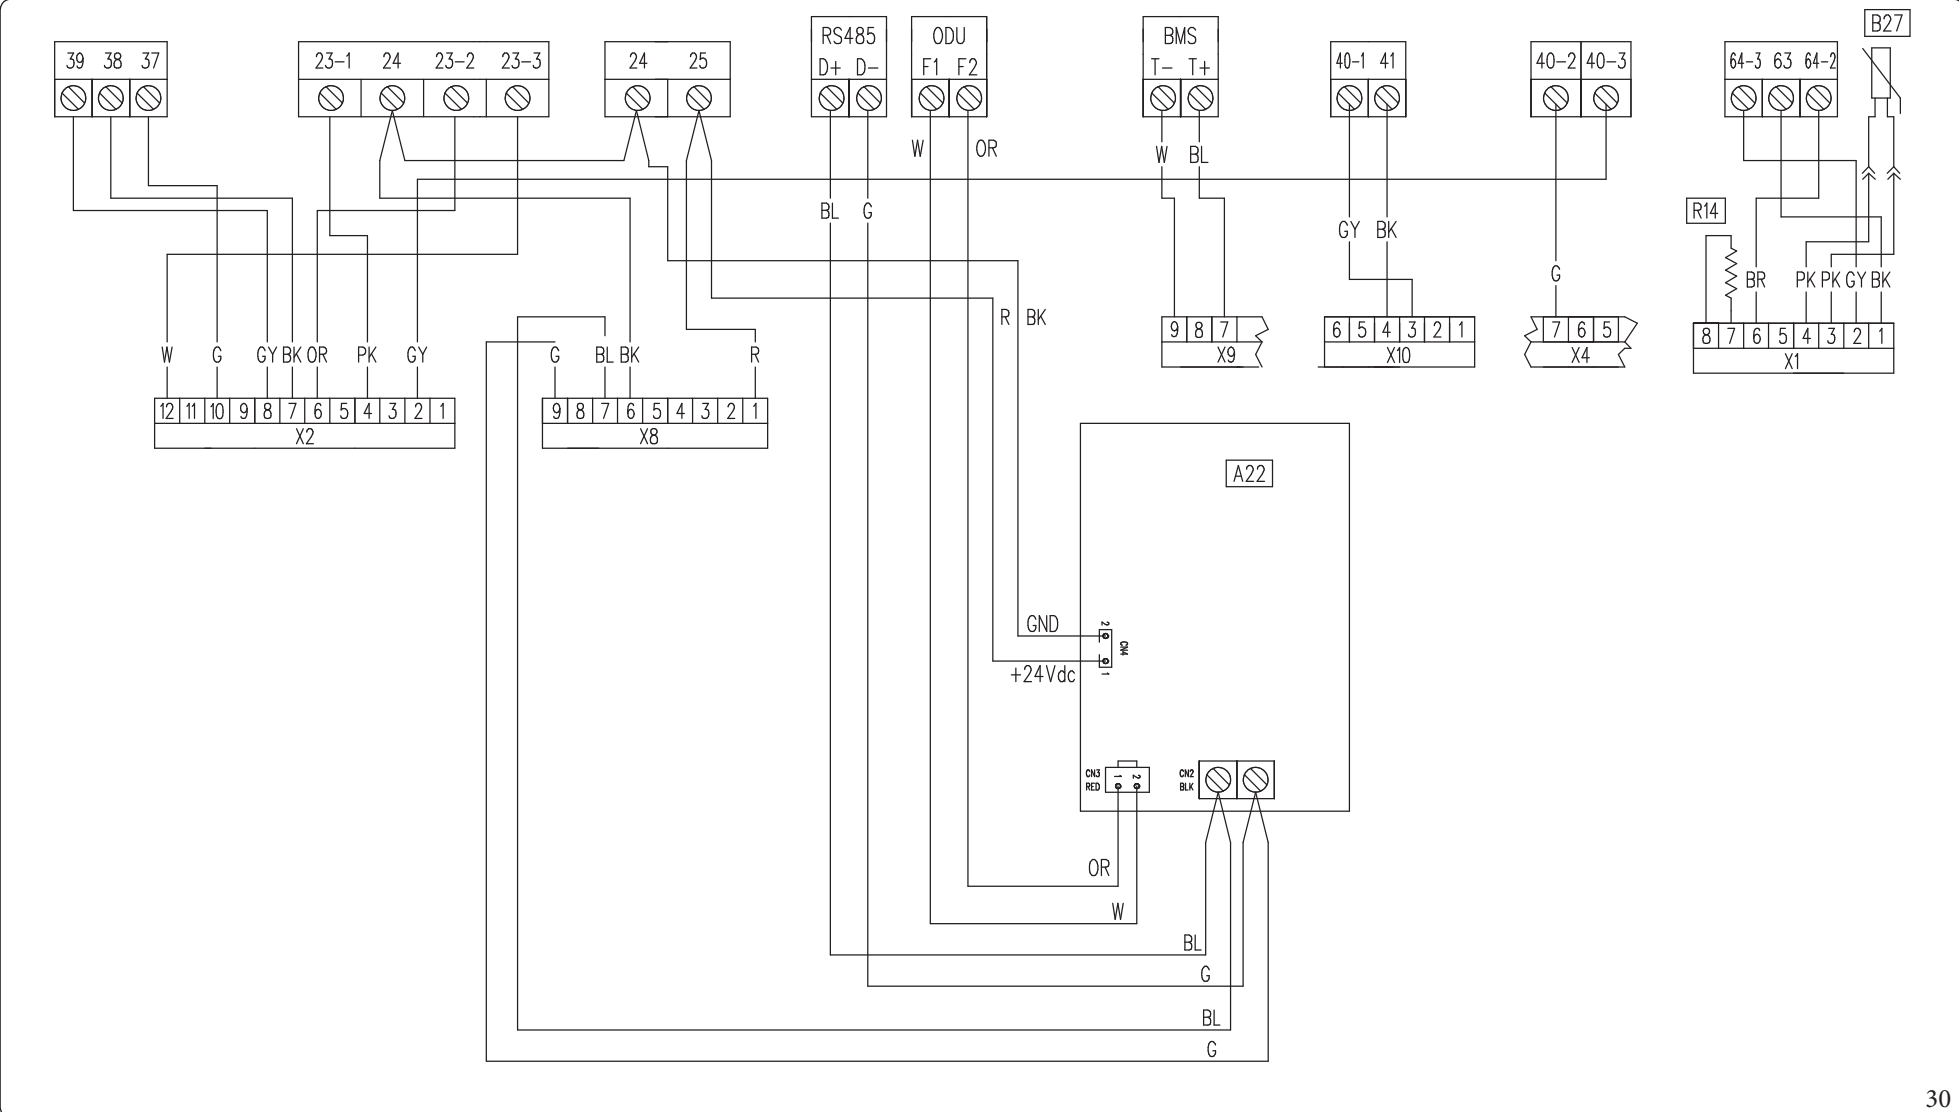 B27
RS485 ODU BMS
39 38 37 23-1 24 23-2 23-3 24 25 D+ D- F1 F2 T- T+ 40-1 41 40-2 40-3 64-3 63 64-2
W OR W BL
BL G R14
GY BK
G BR PK PK GY BK
R BK
9 8 7 6 5 4 3 2 1 7 6 5 8 7 6 5 4 3 2 1
X9 X10 X4 X1
W G GY BK OR PK GY G BL BK R
12 11 10 9 8 7 6 5 4 3 2 1 9 8 7 6 5 4 3 2 1
X2 X8
A22
GND 2
CN4
+24Vdc 1
CN3 1 2 CN2
RED BLK
OR
W
BL
G
BL
G
30